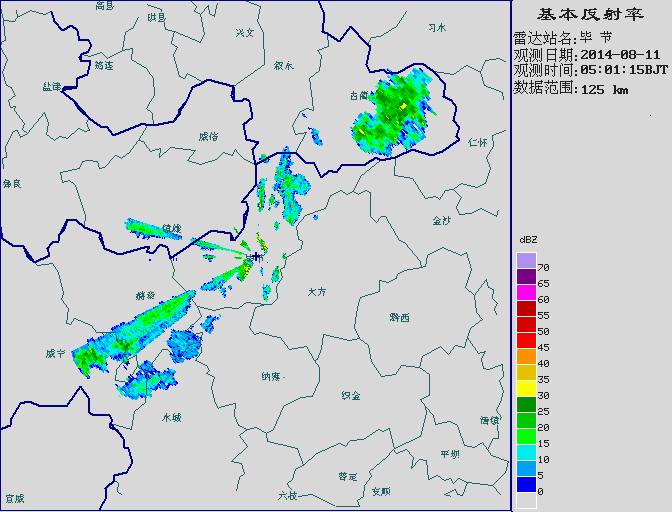 基本反射率
雷达站名:毕 节
观测日期:2014-08-11
观测时间:05:01:15BJT
数据范围:125 km
高县
珙县
兴文
习水
筠连
叙水
盐津
古蔺
威信
仁怀
彝良
镇雄
金沙
毕节
大方
赫章
黔西
威宁
纳雍
织金
水城
清镇
平坝
普定
安顺
六枝
宣威
dBZ
70
65
60
55
50
45
40
35
30
25
20
15
10
5
0